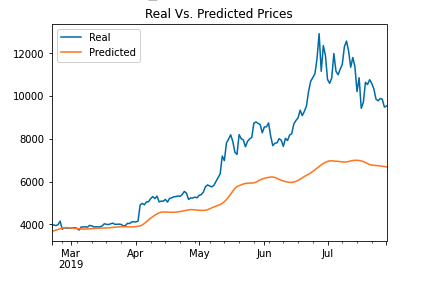 Real Vs. Predicted Prices
Real
Predicted
12000
10000
8000
6000
4000
Mar
2019
Apr
May
Jun
Jul